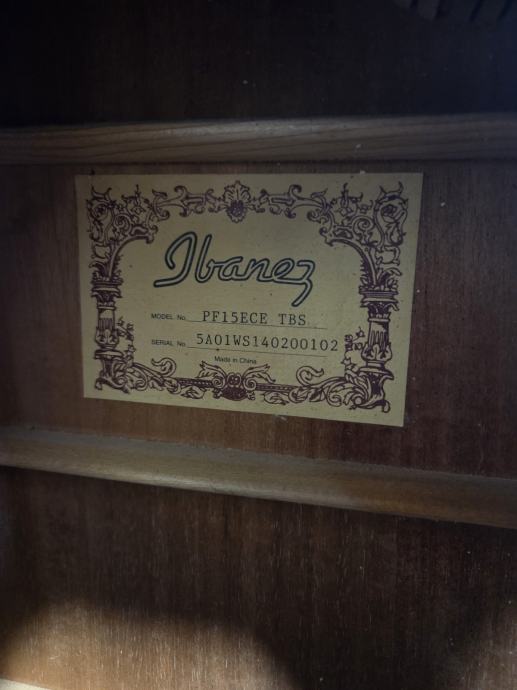 Ibanez
MODEL No. PF15ECE TBS
SERIAL No. 5A01WS140200102
Made in China